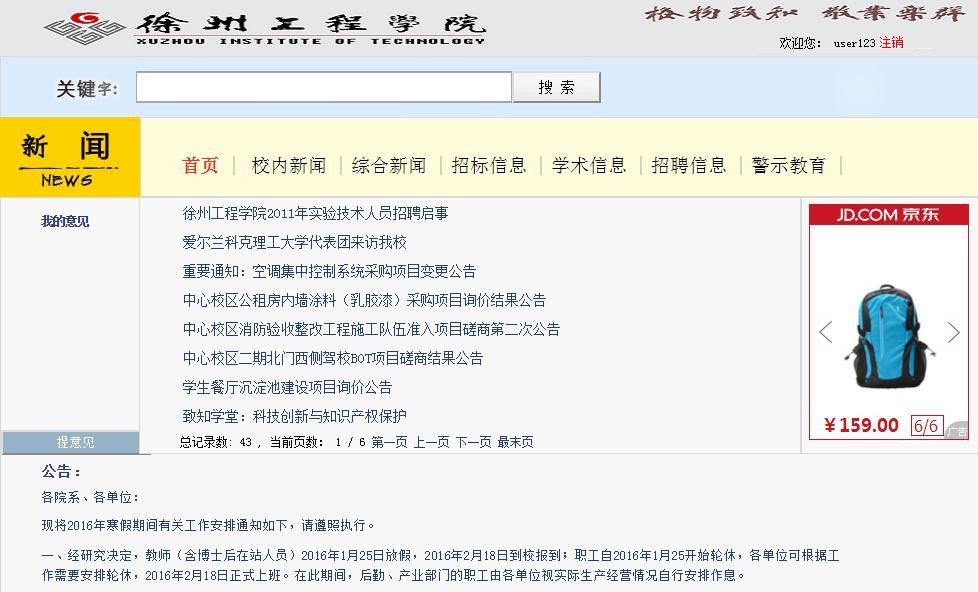 徐州工程学院
XUZHOU INSTITUTE OF TECHNOLOGY
格物致知 敬业乐群
欢迎您： user123 注销
关键字:
搜 索
新 闻
NEWS
首页 | 校内新闻 | 综合新闻 | 招标信息 | 学术信息 | 招聘信息 | 警示教育 |
我的意见
徐州工程学院2011年实验技术人员招聘启事
爱尔兰科克理工大学代表团来访我校
重要通知：空调集中控制系统采购项目变更公告
中心校区公租房内墙涂料（乳胶漆）采购项目询价结果公告
中心校区消防验收整改工程施工队伍准入项目磋商第二次公告
中心校区二期北门西侧驾校BOT项目磋商结果公告
学生餐厅沉淀池建设项目询价公告
致知学堂：科技创新与知识产权保护
总记录数: 43 ，当前页数： 1 / 6 第一页 上一页 下一页 最末页
提意见
JD.COM 京东
¥159.00 6/6
广告
公告：
各院系、各单位：
现将2016年寒假期间有关工作安排通知如下，请遵照执行。
一、经研究决定，教师（含博士后在站人员）2016年1月25日放假，2016年2月18日到校报到；职工自2016年1月25开始轮休，各单位可根据工
作需要安排轮休，2016年2月18日正式上班。在此期间，后勤、产业部门的职工由各单位视实际生产经营情况自行安排作息。